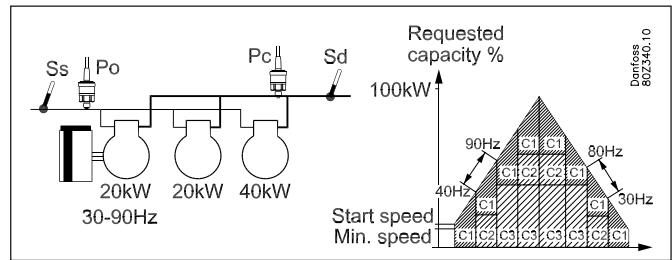 Ss
Po
Pc
Sd
20kW
20kW
40kW
30-90Hz
Requested
capacity %
100kW
90Hz
40Hz
80Hz
30Hz
Start speed
Min. speed
C1 C1
C1 C2 C2 C1
C1 C1
C1 C2 C3 C3 C3 C3 C2 C1
Danfoss
80Z340.10